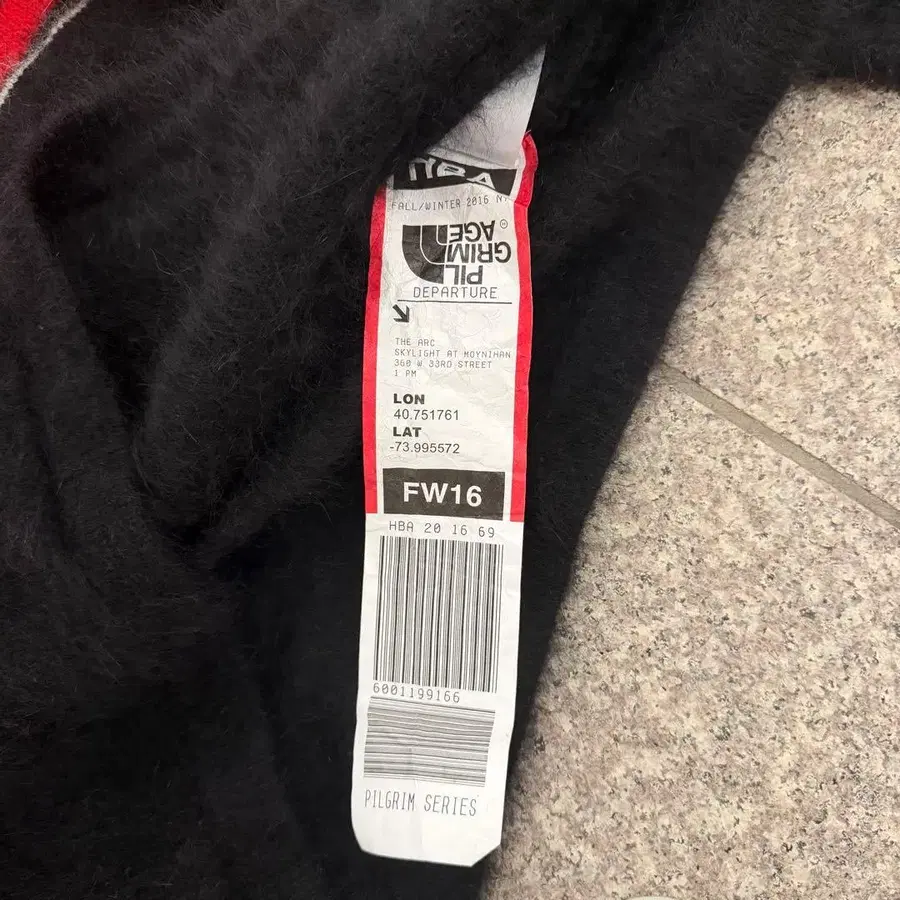 HBA
FALL/WINTER 2016 NY
PIL
GRIM
AGE
®
DEPARTURE
THE ARC
SKYLIGHT AT MOYNIHAN
360 W 33RD STREET
1 PM
LON
40.751761
LAT
-73.995572
FW16
HBA 20 16 69
6001199166
PILGRIM SERIES